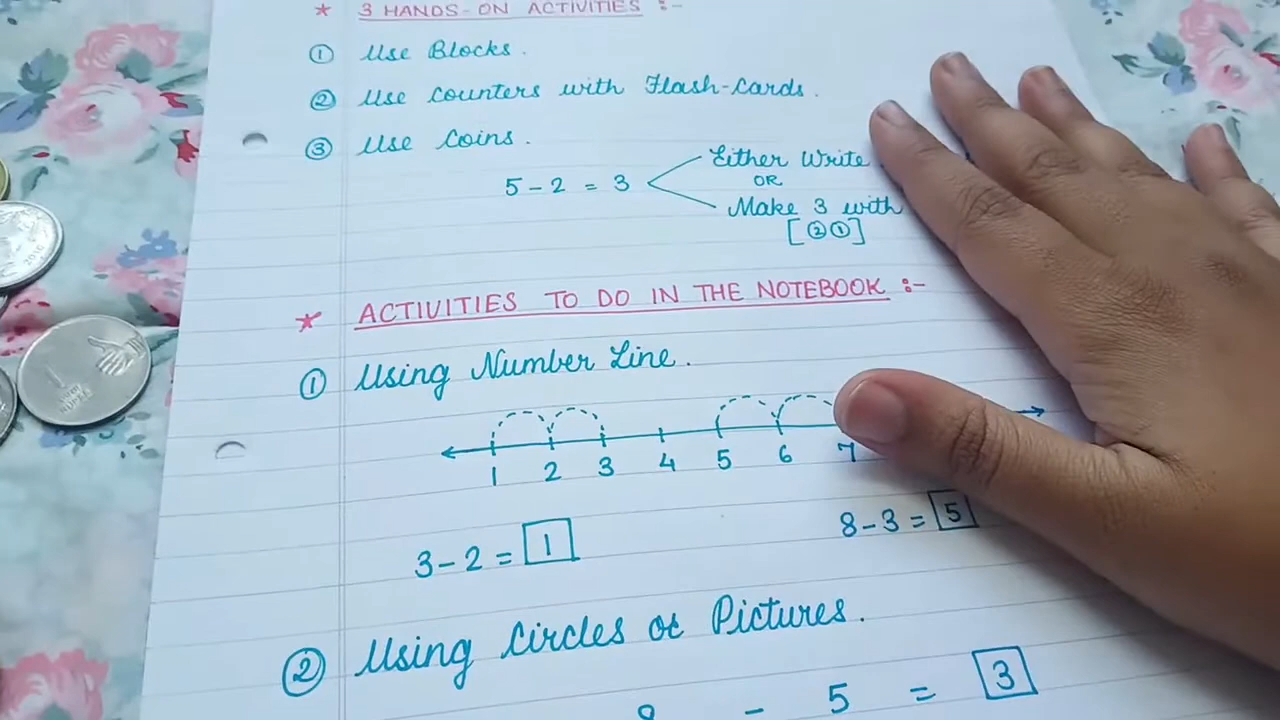 * 3 HANDS-ON ACTIVITIES :-
① Use Blocks.
② Use Counters with Flash-Cards.
③ Use Coins.
5 - 2 = 3
Either Write
OR
Make 3 with
[②①]
* ACTIVITIES TO DO IN THE NOTEBOOK :-
① Using Number Line.
1 2 3 4 5 6 7
3 - 2 = 1
8 - 3 = 5
② Using Circles or Pictures.
8 - 5 = 3